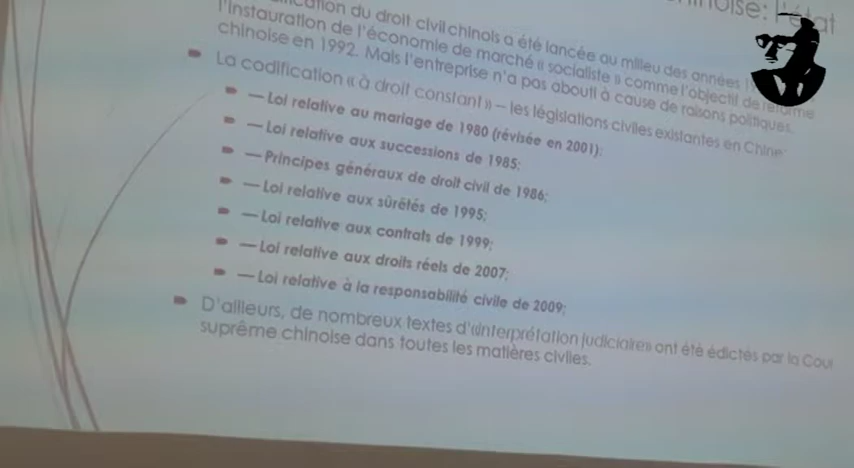 chinoise: l'état
du droit civil chinois a été lancée au milieu des années
l'instauration de l'économie de marché « socialiste » comme l'objectif de réforme
chinoise en 1992. Mais l'entreprise n'a pas abouti à cause de raisons politiques.
La codification « à droit constant » – les législations civiles existantes en Chine:
— Loi relative au mariage de 1980 (révisée en 2001);
— Loi relative aux successions de 1985;
— Principes généraux de droit civil de 1986;
— Loi relative aux sûretés de 1995;
— Loi relative aux contrats de 1999;
— Loi relative aux droits réels de 2007;
— Loi relative à la responsabilité civile de 2009;
D'ailleurs, de nombreux textes d'«interprétation judiciaire» ont été édictés par la Cour
suprême chinoise dans toutes les matières civiles.